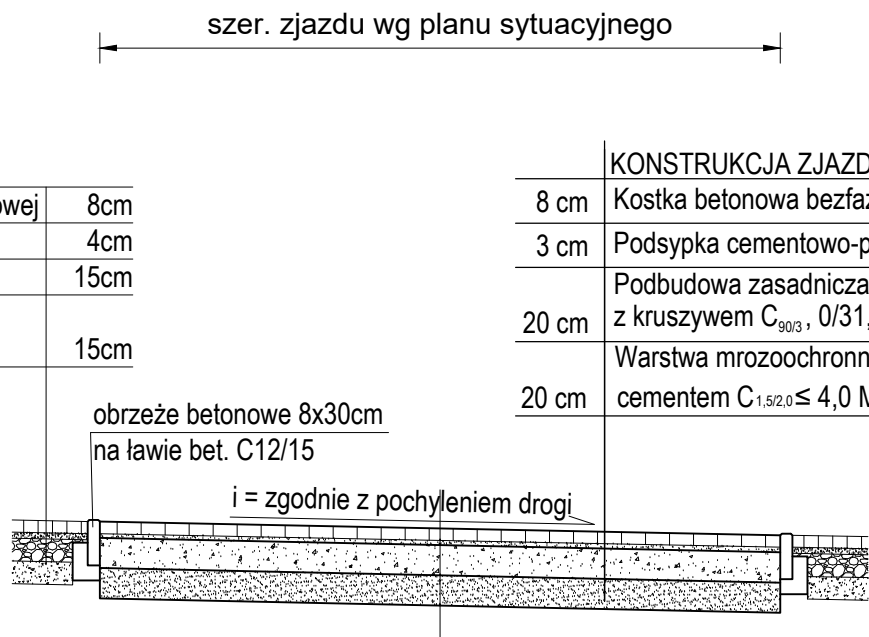 szer. zjazdu wg planu sytuacyjnego
owej 8cm
4cm
15cm
15cm
KONSTRUKCJA ZJAZD
8 cm Kostka betonowa bezfaz
3 cm Podsypka cementowo-p
Podbudowa zasadnicza
20 cm z kruszywem C90/3, 0/31,
Warstwa mrozoochronn
20 cm cementem C1,5/2,0 ≤ 4,0 M
obrzeże betonowe 8x30cm
na ławie bet. C12/15
i = zgodnie z pochyleniem drogi